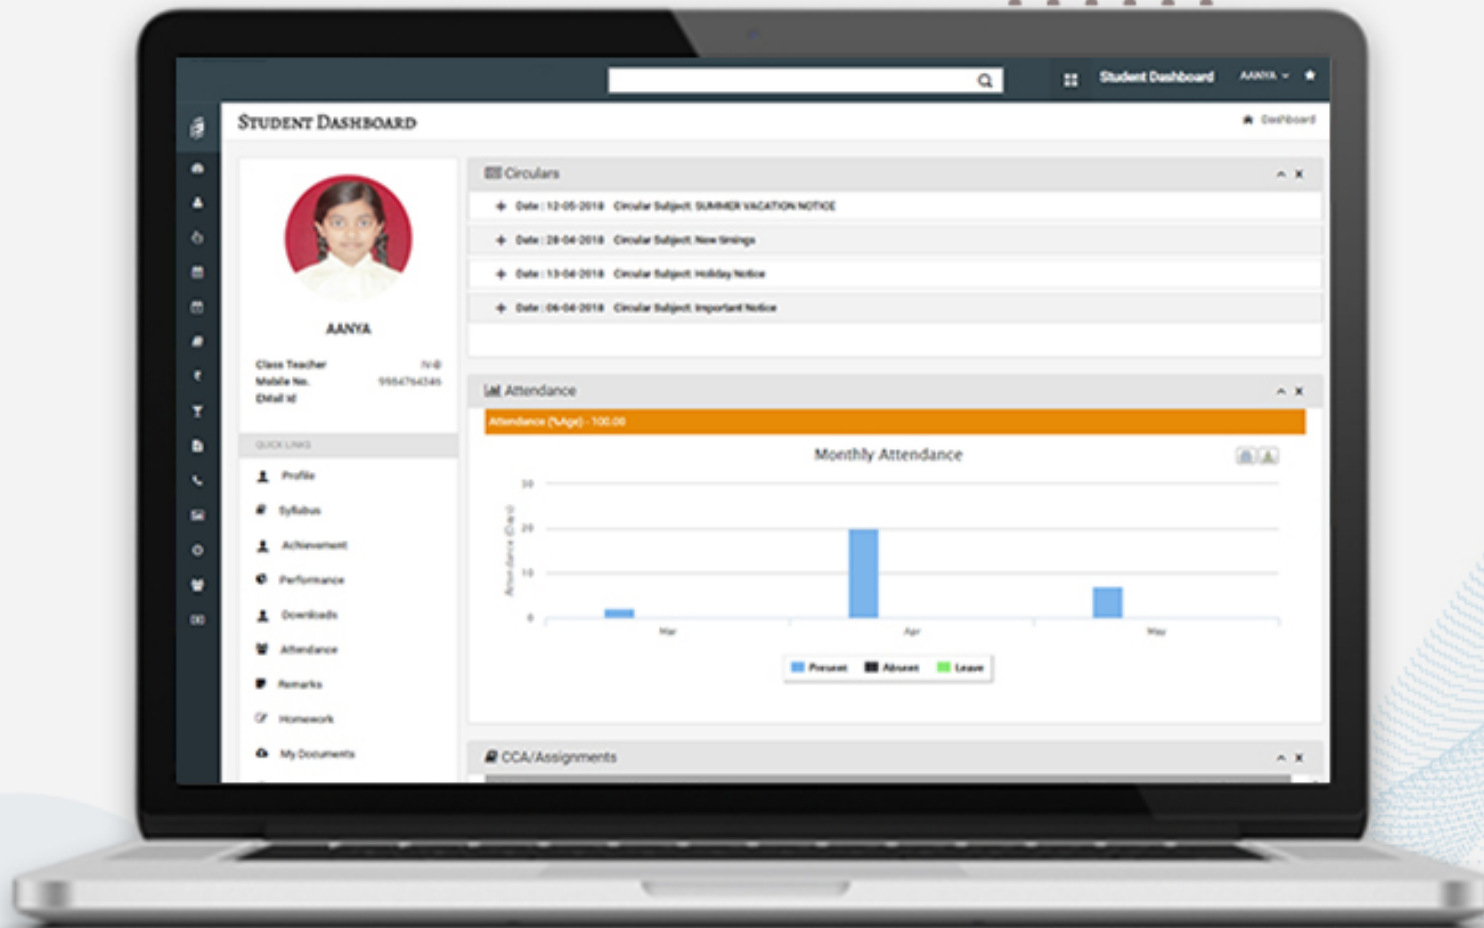 Student Dashboard AANYA
STUDENT DASHBOARD
Dashboard
AANYA
Class Teacher IV-B
Mobile No.
EMail Id
QUICK LINKS
Profile
Syllabus
Achievement
Performance
Downloads
Attendance
Remarks
Homework
My Documents
Circulars
Date : 12-05-2018 Circular Subject: SUMMER VACATION NOTICE
Date : 28-04-2018 Circular Subject: New timings
Date : 13-04-2018 Circular Subject: Holiday Notice
Date : 06-04-2018 Circular Subject: Important Notice
Attendance
Attendance (%Age) - 100.00
Monthly Attendance
Attendance (Days)
30
20
10
0
Mar Apr May
Present Absent Leave
CCA/Assignments